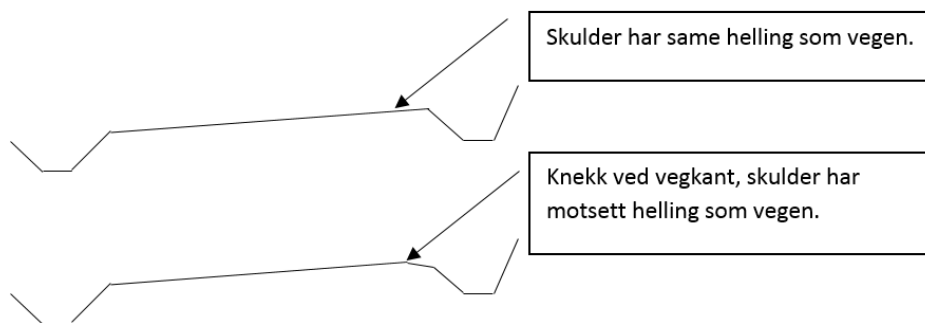 Skulder har same helling som vegen.
Knekk ved vegkant, skulder har
motsett helling som vegen.